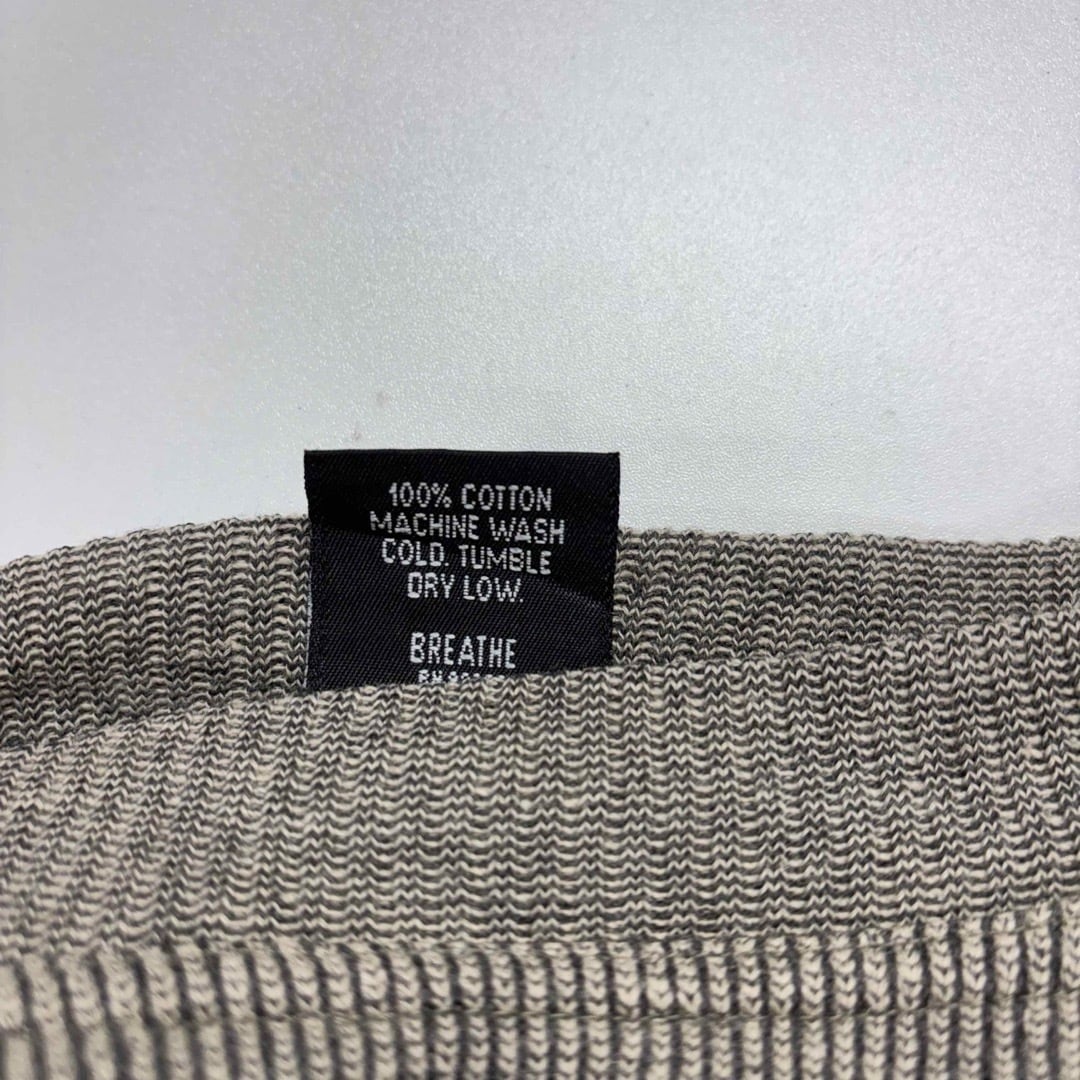 100% COTTON
MACHINE WASH
COLD. TUMBLE
DRY LOW.
BREATHE